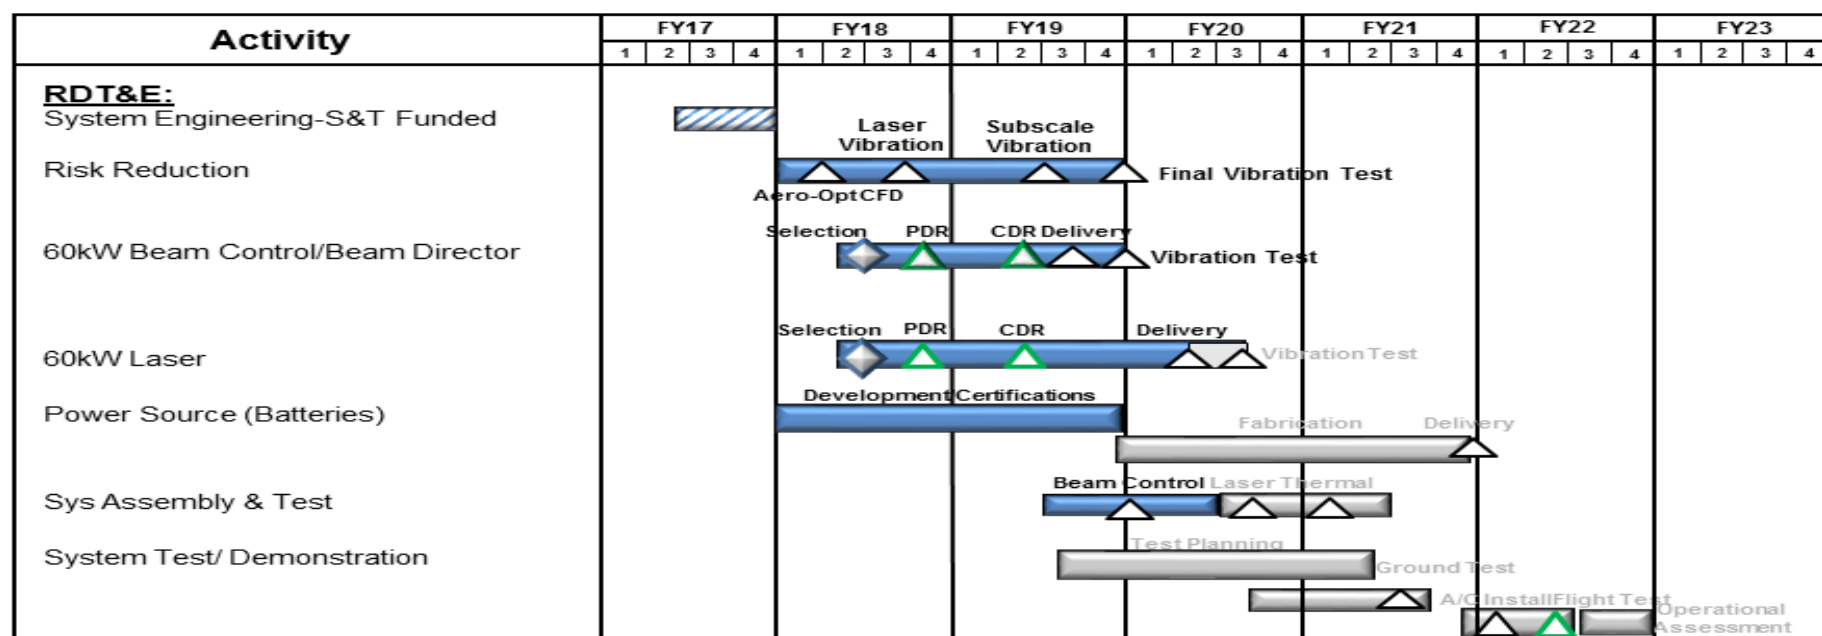 Activity
FY17 FY18 FY19 FY20 FY21 FY22 FY23
1 2 3 4 1 2 3 4 1 2 3 4 1 2 3 4 1 2 3 4 1 2 3 4 1 2 3 4
RDT&E:
System Engineering-S&T Funded
Laser Vibration
Subscale Vibration
Risk Reduction
Final Vibration Test
Aero-Opt CFD
Selection PDR CDR Delivery
60kW Beam Control/Beam Director
Vibration Test
Selection PDR CDR Delivery
60kW Laser
Vibration Test
Development Certifications
Power Source (Batteries)
Fabrication Delivery
Beam Control Laser Thermal
Sys Assembly & Test
Test Planning
System Test/ Demonstration
Ground Test
A/C Install Flight Test
Operational
Assessment